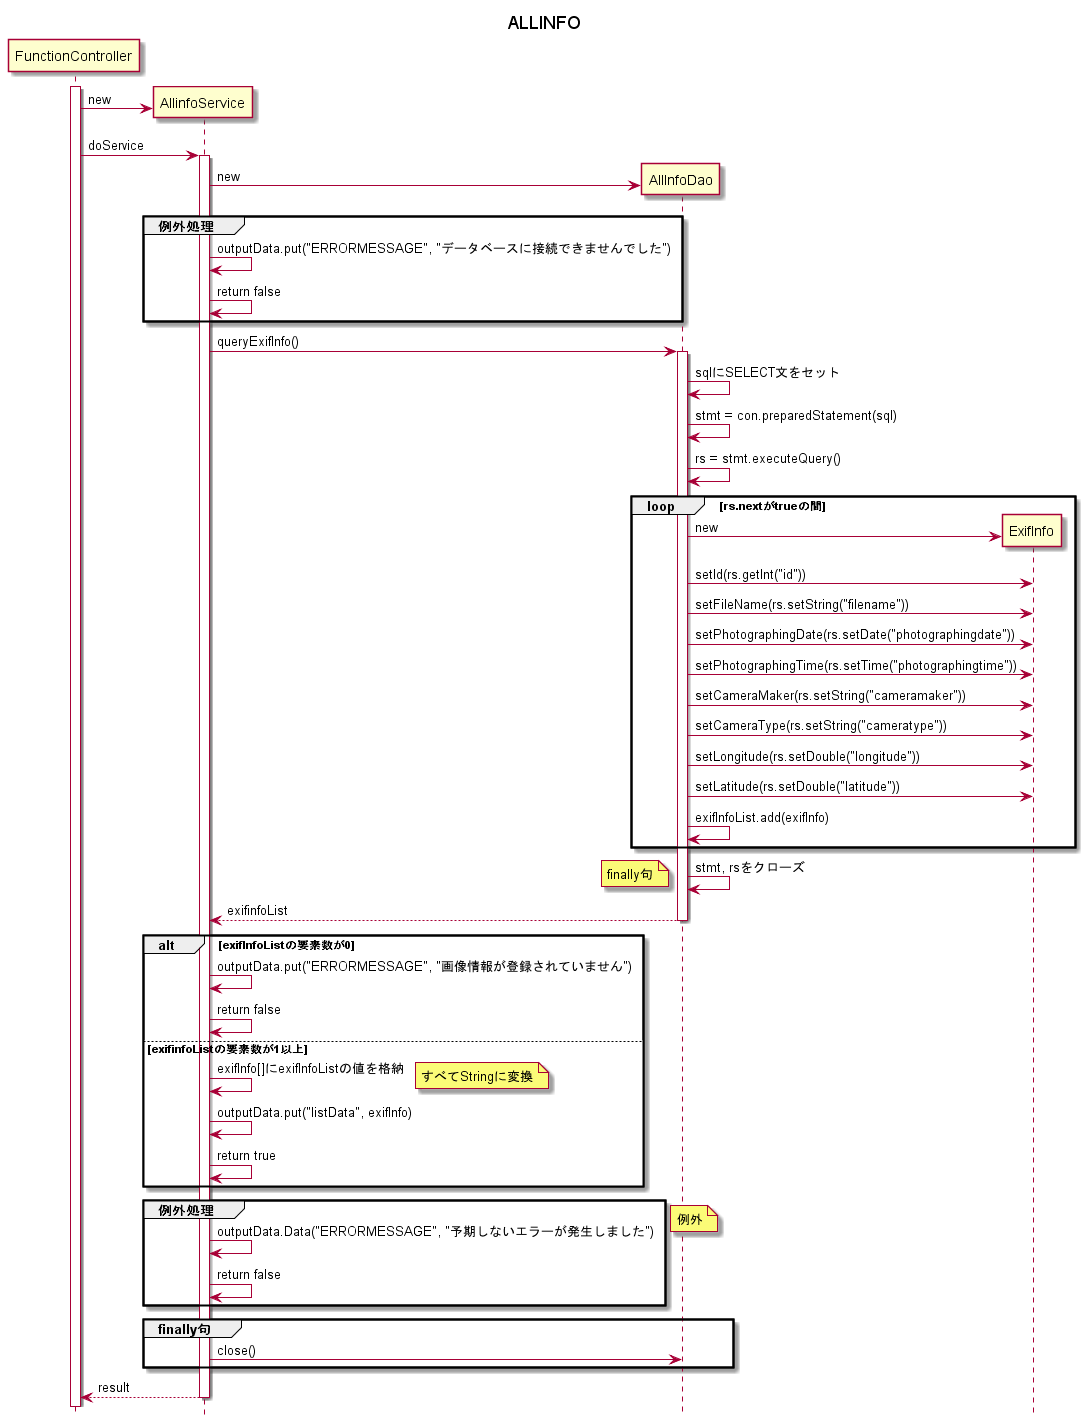 ALLINFO
FunctionController
new
AllinfoService
doService
new
AllInfoDao
例外処理
outputData.put("ERRORMESSAGE", "データベースに接続できませんでした")
return false
queryExifInfo()
sqlにSELECT文をセット
stmt = con.preparedStatement(sql)
rs = stmt.executeQuery()
loop [rs.nextがtrueの間]
new
ExifInfo
setId(rs.getInt("id"))
setFileName(rs.setString("filename"))
setPhotographingDate(rs.setDate("photographingdate"))
setPhotographingTime(rs.setTime("photographingtime"))
setCameraMaker(rs.setString("cameramaker"))
setCameraType(rs.setString("cameratype"))
setLongitude(rs.setDouble("longitude"))
setLatitude(rs.setDouble("latitude"))
exifInfoList.add(exifInfo)
finally句
stmt, rsをクローズ
exifinfoList
alt [exifInfoListの要素数が0]
outputData.put("ERRORMESSAGE", "画像情報が登録されていません")
return false
[exifinfoListの要素数が1以上]
exifInfo[]にexifInfoListの値を格納
すべてStringに変換
outputData.put("listData", exifInfo)
return true
例外処理
例外
outputData.Data("ERRORMESSAGE", "予期しないエラーが発生しました")
return false
finally句
close()
result